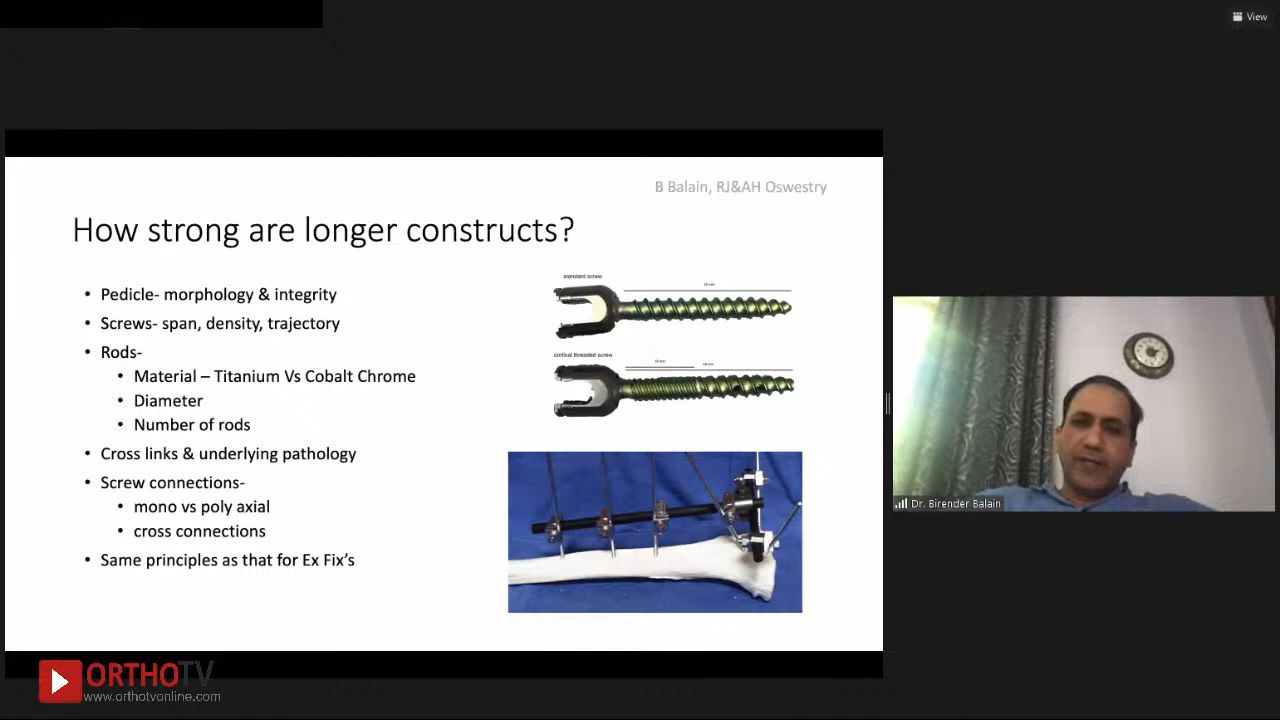 View
B Balain, RJ&AH Oswestry
How strong are longer constructs?
• Pedicle- morphology & integrity
• Screws- span, density, trajectory
• Rods-
• Material – Titanium Vs Cobalt Chrome
• Diameter
• Number of rods
• Cross links & underlying pathology
• Screw connections-
• mono vs poly axial
• cross connections
• Same principles as that for Ex Fix's
standard screw
cortical threaded screw
Dr. Birender Balain
ORTHOTV
www.orthotvonline.com